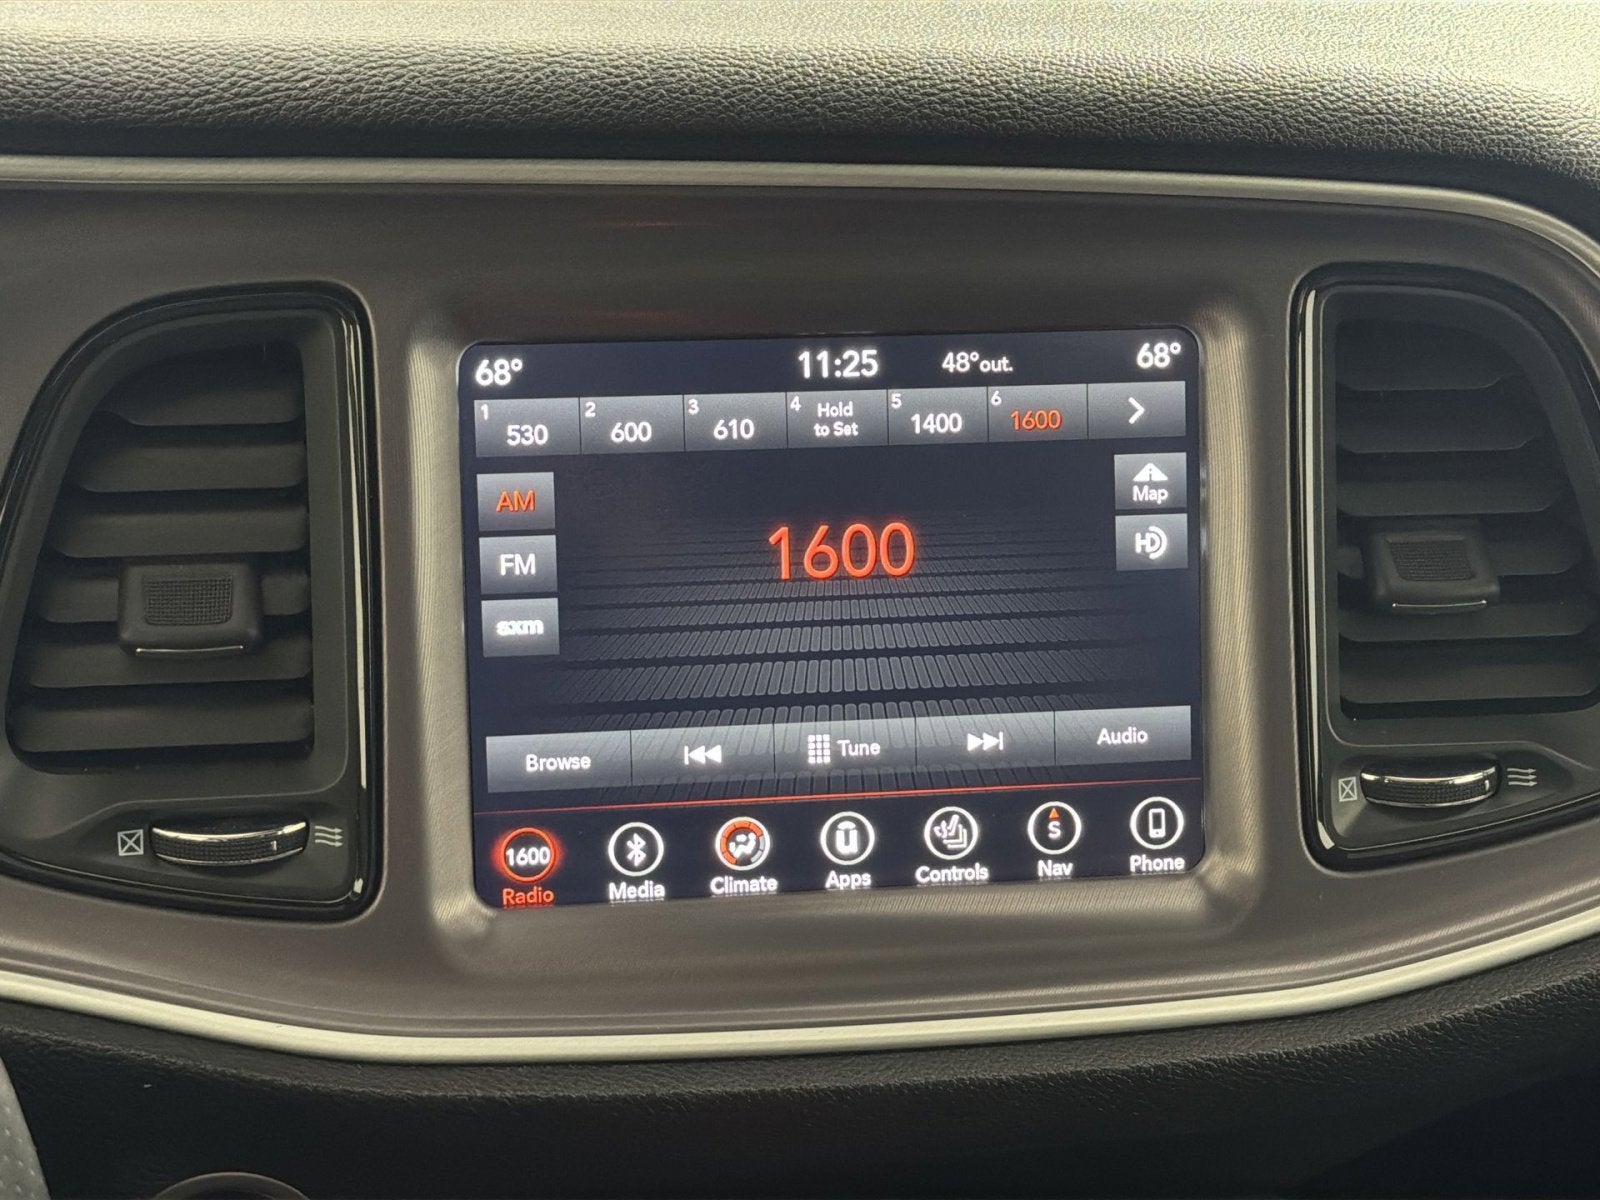 68° 11:25 48°out. 68°
1 530 2 600 3 610 4 Hold to Set 5 1400 6 1600
AM
Map
1600
HD
FM
sxm
Browse Tune Audio
1600 S
Radio Media Climate Apps Controls Nav Phone